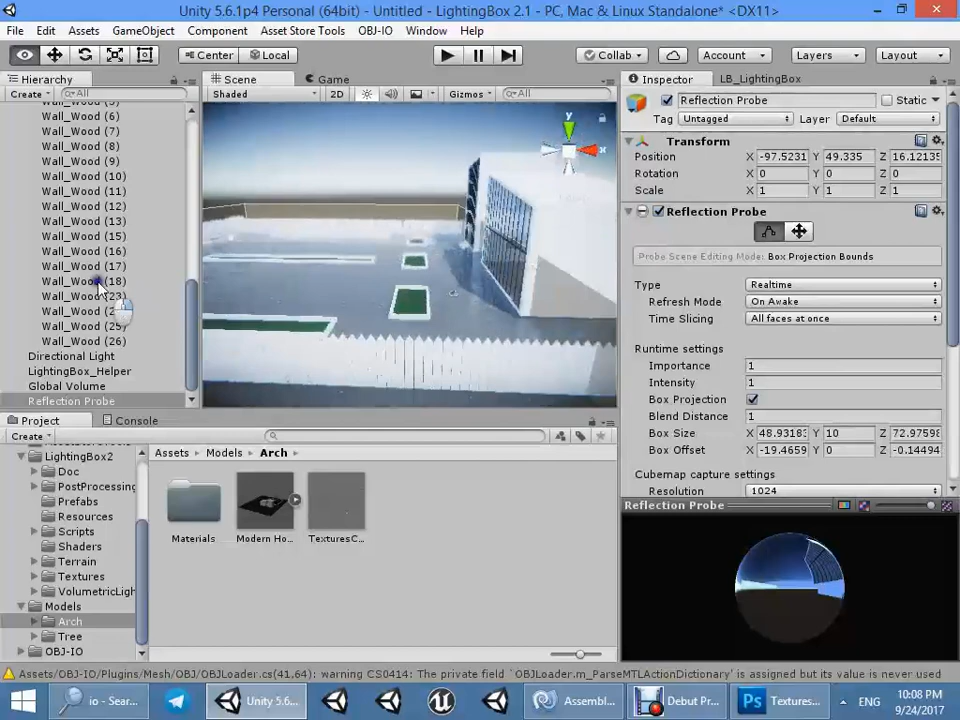 Unity 5.6.1p4 Personal (64bit) - Untitled - LightingBox 2.1 - PC, Mac & Linux Standalone* <DX11>
File Edit Assets GameObject Component Asset Store Tools OBJ-IO Window Help
Center Local Collab Account Layers Layout
Hierarchy
Create All
Wall_Wood (6)
Wall_Wood (7)
Wall_Wood (8)
Wall_Wood (9)
Wall_Wood (10)
Wall_Wood (11)
Wall_Wood (12)
Wall_Wood (13)
Wall_Wood (15)
Wall_Wood (16)
Wall_Wood (17)
Wall_Wood (18)
Wall_Wood (23)
Wall_Wood (2
Wall_Wood (25)
Wall_Wood (26)
Directional Light
LightingBox_Helper
Global Volume
Reflection Probe
Scene Game
Shaded 2D Gizmos All
y
x
Inspector LB_LightingBox
Reflection Probe Static
Tag Untagged Layer Default
Transform
Position X -97.5231 Y 49.335 Z 16.12135
Rotation X 0 Y 0 Z 0
Scale X 1 Y 1 Z 1
Reflection Probe
Probe Scene Editing Mode: Box Projection Bounds
Type Realtime
Refresh Mode On Awake
Time Slicing All faces at once
Runtime settings
Importance 1
Intensity 1
Box Projection
Blend Distance 1
Box Size X 48.9318 Y 10 Z 72.97598
Box Offset X -19.4659 Y 0 Z -0.14494
Cubemap capture settings
Resolution 1024
Reflection Probe
Project Console
Create
LightingBox2
Doc
PostProcessing
Prefabs
Resources
Scripts
Shaders
Terrain
Textures
VolumetricLigh
Models
Arch
Tree
OBJ-IO
Assets Models Arch
Materials Modern Ho... TexturesC...
Assets/OBJ-IO/Plugins/Mesh/OBJ/OBJLoader.cs(41,64): warning CS0414: The private field `OBJLoader.m_ParseMTLActionDictionary' is assigned but its value is never used
io - Sear... Unity 5.6.... Assembl... Debut Pr... Textures.... ENG
10:08 PM
9/24/2017